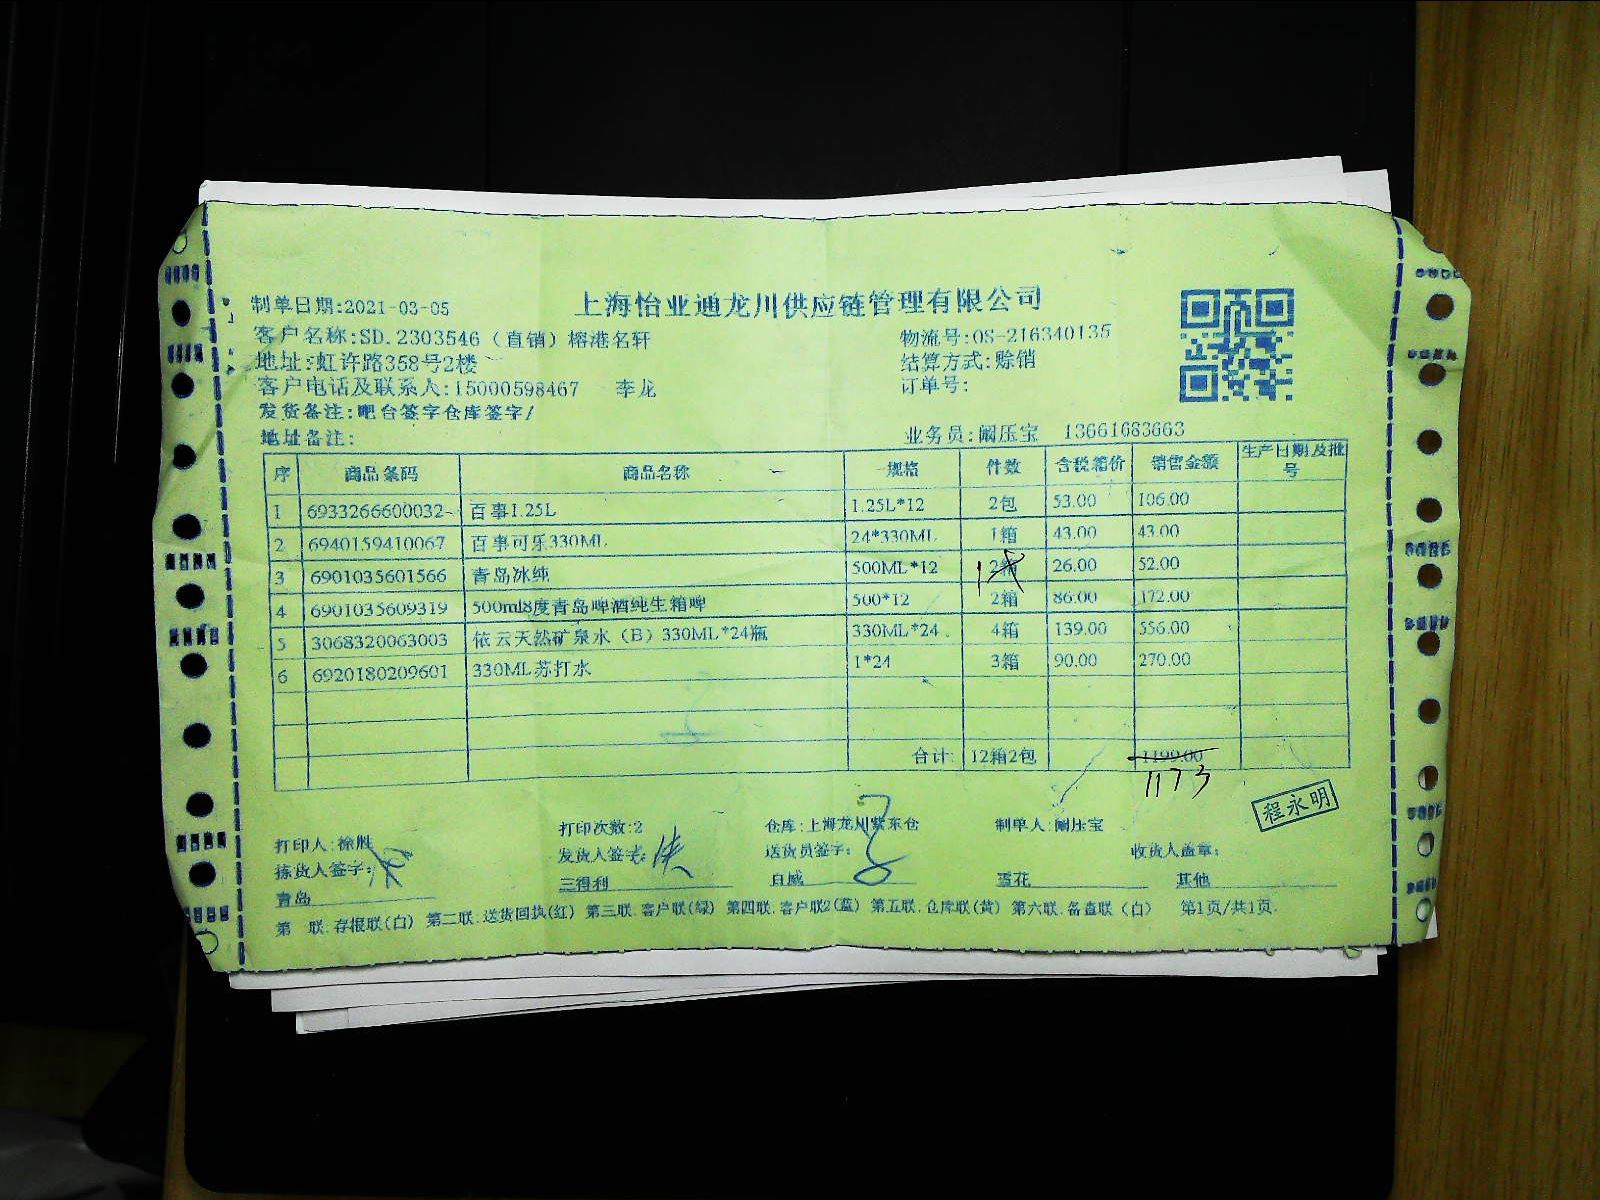 上海怡亚通龙川供应链管理有限公司
制单日期:2021-03-05
客户名称:SD.2303546（直销）榕港名轩 物流号:OS-216340135
地址:虹许路358号2楼 结算方式:赊销
客户电话及联系人:15000598467 李龙 订单号:
发货备注:吧台签字仓库签字/
地址备注: 业务员:阚压宝 13661683663
序 商品条码 商品名称 规格 件数 含税箱价 销售金额 生产日期及批号
1 6933266600032 百事1.25L 1.25L*12 2包 53.00 106.00
2 6940159410067 百事可乐330ML 24*330ML 1箱 43.00 43.00
3 6901035601566 青岛冰纯 500ML*12 1 2箱 26.00 52.00
4 6901035609319 500ml8度青岛啤酒纯生箱啤 500*12 2箱 86.00 172.00
5 3068320063003 依云天然矿泉水（B）330ML*24瓶 330ML*24 4箱 139.00 556.00
6 6920180209601 330ML苏打水 1*24 3箱 90.00 270.00
合计: 12箱2包 1199.00
1173
程永明
打印人:徐胜 打印次数:2 仓库:上海龙川紫东仓 制单人:阚压宝
拣货人签字: 发货人签字: 送货员签字: 收货人盖章:
青岛 三得利 百威 雪花 其他
第一联.存根联(白) 第二联.送货回执(红) 第三联.客户联(绿) 第四联.客户联2(蓝) 第五联.仓库联(黄) 第六联.备查联（白） 第1页/共1页.